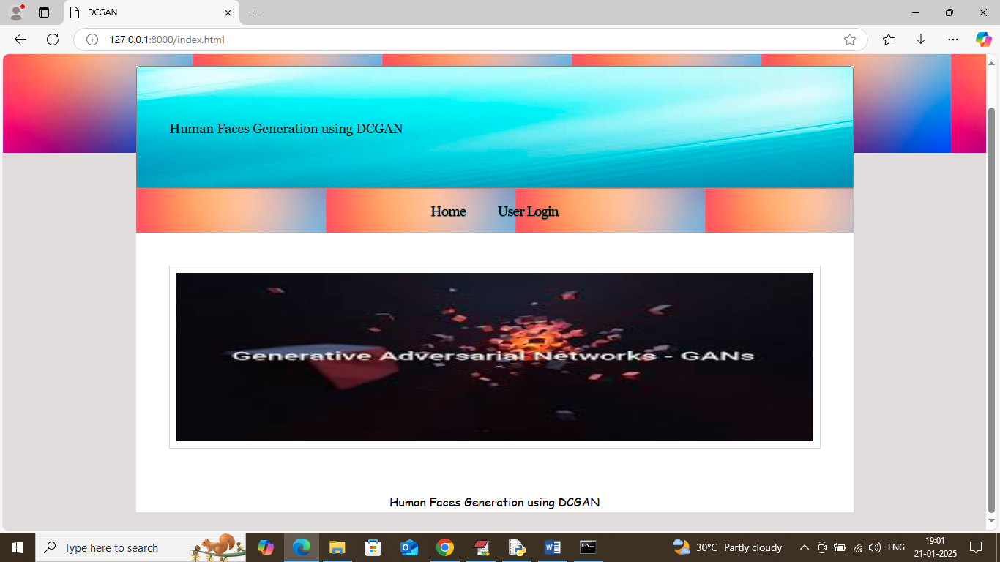 DCGAN
127.0.0.1:8000/index.html
Human Faces Generation using DCGAN
Home User Login
Generative Adversarial Networks - GANs
Human Faces Generation using DCGAN
Type here to search
30°C Partly cloudy
ENG
19:01
21-01-2025